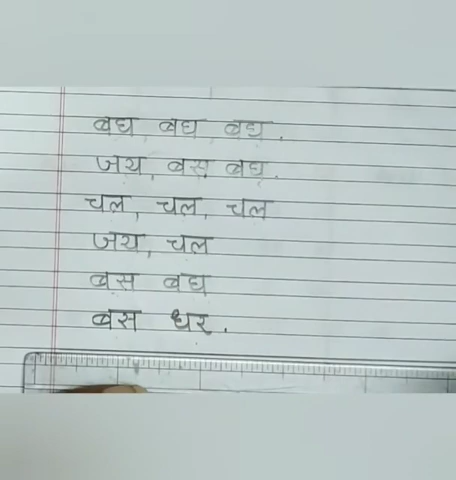 बघ बघ बघ.
जय, बस बघ.
चल, चल, चल
जय, चल
बस बघ
बस धर.